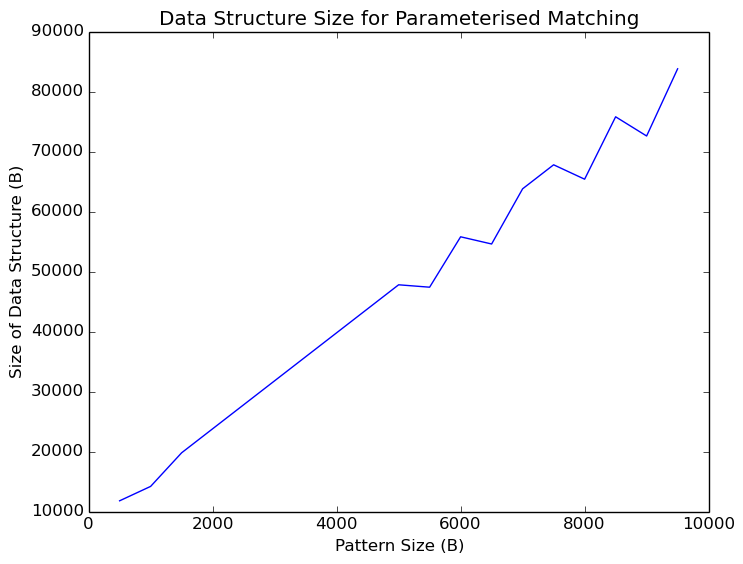 Data Structure Size for Parameterised Matching
90000
80000
70000
60000
50000
40000
30000
20000
10000
Size of Data Structure (B)
0 2000 4000 6000 8000 10000
Pattern Size (B)